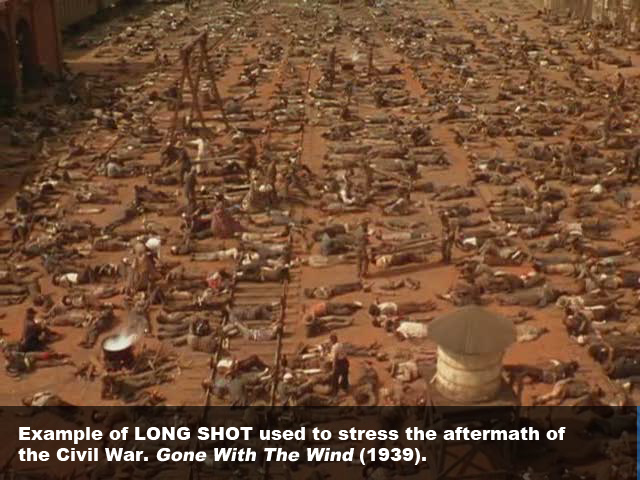 Example of LONG SHOT used to stress the aftermath of
the Civil War. Gone With The Wind (1939).